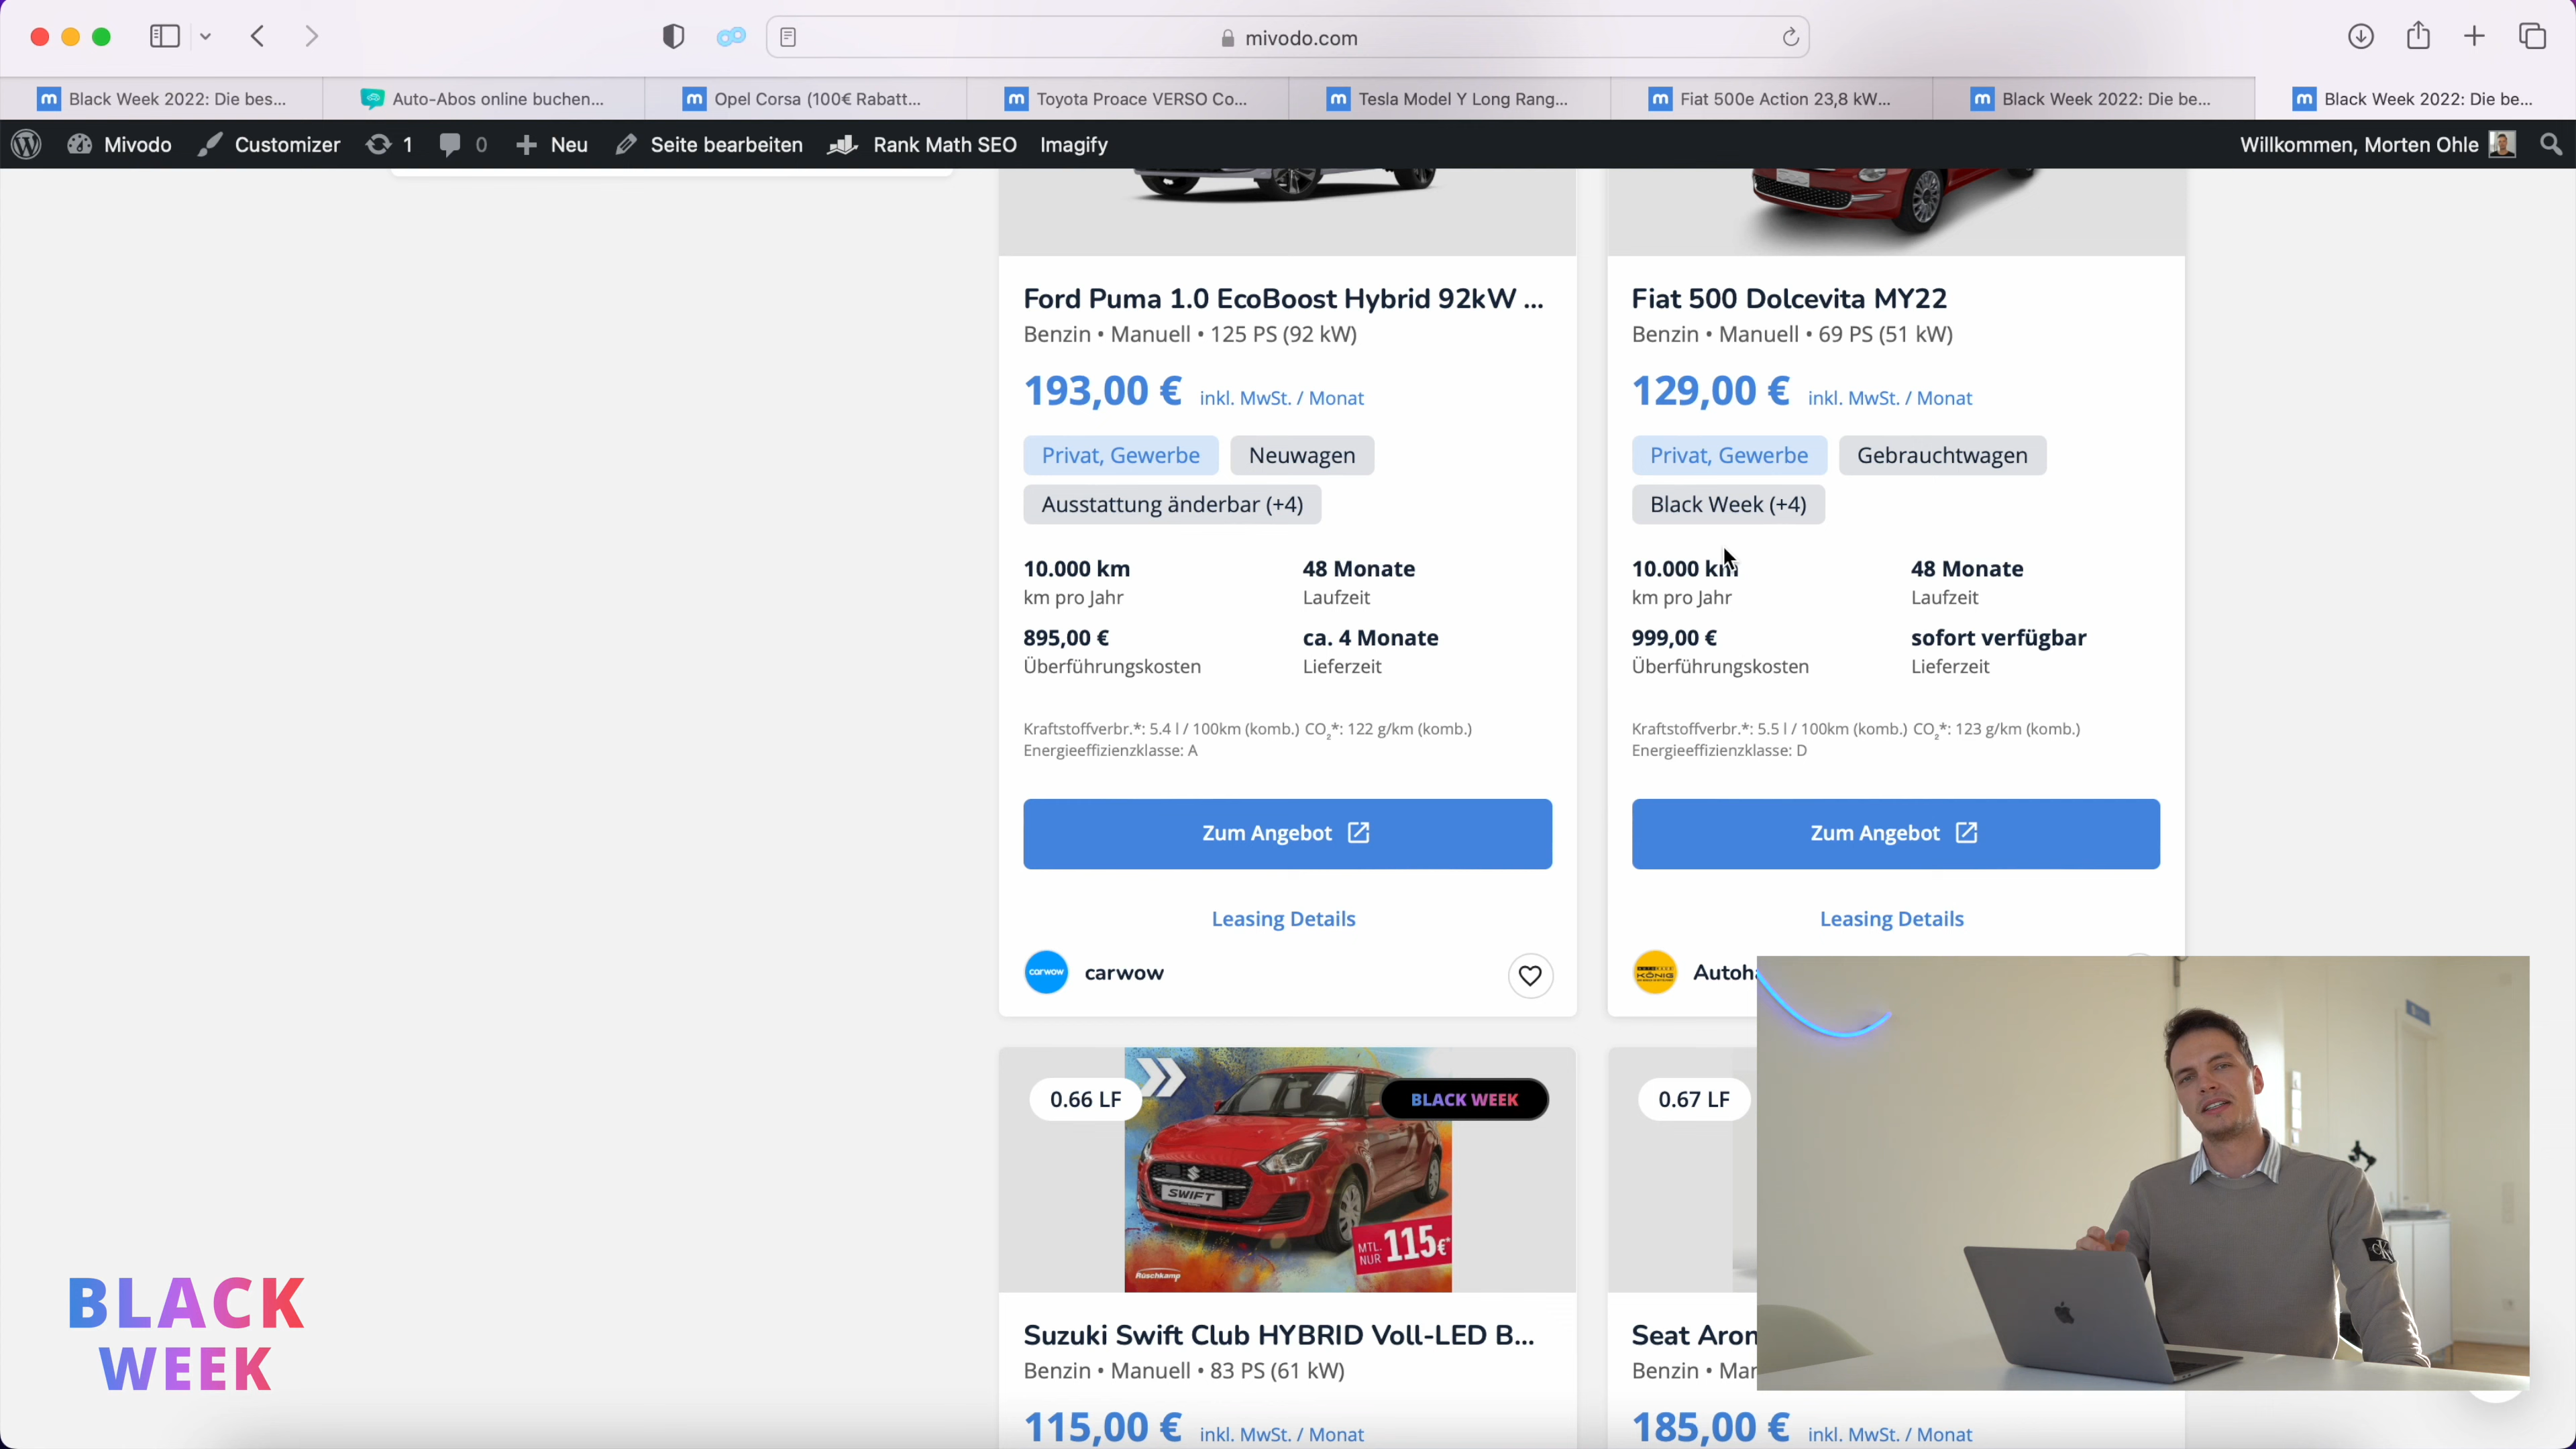 mivodo.com
Black Week 2022: Die bes...
Auto-Abos online buchen...
Opel Corsa (100€ Rabatt...
Toyota Proace VERSO Co...
Tesla Model Y Long Rang...
Fiat 500e Action 23,8 kW...
Black Week 2022: Die be...
Black Week 2022: Die be...
Mivodo
Customizer
1
0
Neu
Seite bearbeiten
Rank Math SEO
Imagify
Willkommen, Morten Ohle
Ford Puma 1.0 EcoBoost Hybrid 92kW ...
Benzin • Manuell • 125 PS (92 kW)
193,00 € inkl. MwSt. / Monat
Privat, Gewerbe
Neuwagen
Ausstattung änderbar (+4)
10.000 km
48 Monate
km pro Jahr
Laufzeit
895,00 €
ca. 4 Monate
Überführungskosten
Lieferzeit
Kraftstoffverbr.*: 5.4 l / 100km (komb.) CO₂*: 122 g/km (komb.)
Energieeffizienzklasse: A
Zum Angebot
Leasing Details
carwow
carwow
Fiat 500 Dolcevita MY22
Benzin • Manuell • 69 PS (51 kW)
129,00 € inkl. MwSt. / Monat
Privat, Gewerbe
Gebrauchtwagen
Black Week (+4)
10.000 km
48 Monate
km pro Jahr
Laufzeit
999,00 €
sofort verfügbar
Überführungskosten
Lieferzeit
Kraftstoffverbr.*: 5.5 l / 100km (komb.) CO₂*: 123 g/km (komb.)
Energieeffizienzklasse: D
Zum Angebot
Leasing Details
KÖNIG
Autoha
0.66 LF
BLACK WEEK
SWIFT
MTL. NUR 115€*
Rüschkamp
Suzuki Swift Club HYBRID Voll-LED B...
Benzin • Manuell • 83 PS (61 kW)
115,00 € inkl. MwSt. / Monat
0.67 LF
Seat Aron
Benzin • Man
185,00 € inkl. MwSt. / Monat
BLACK
WEEK